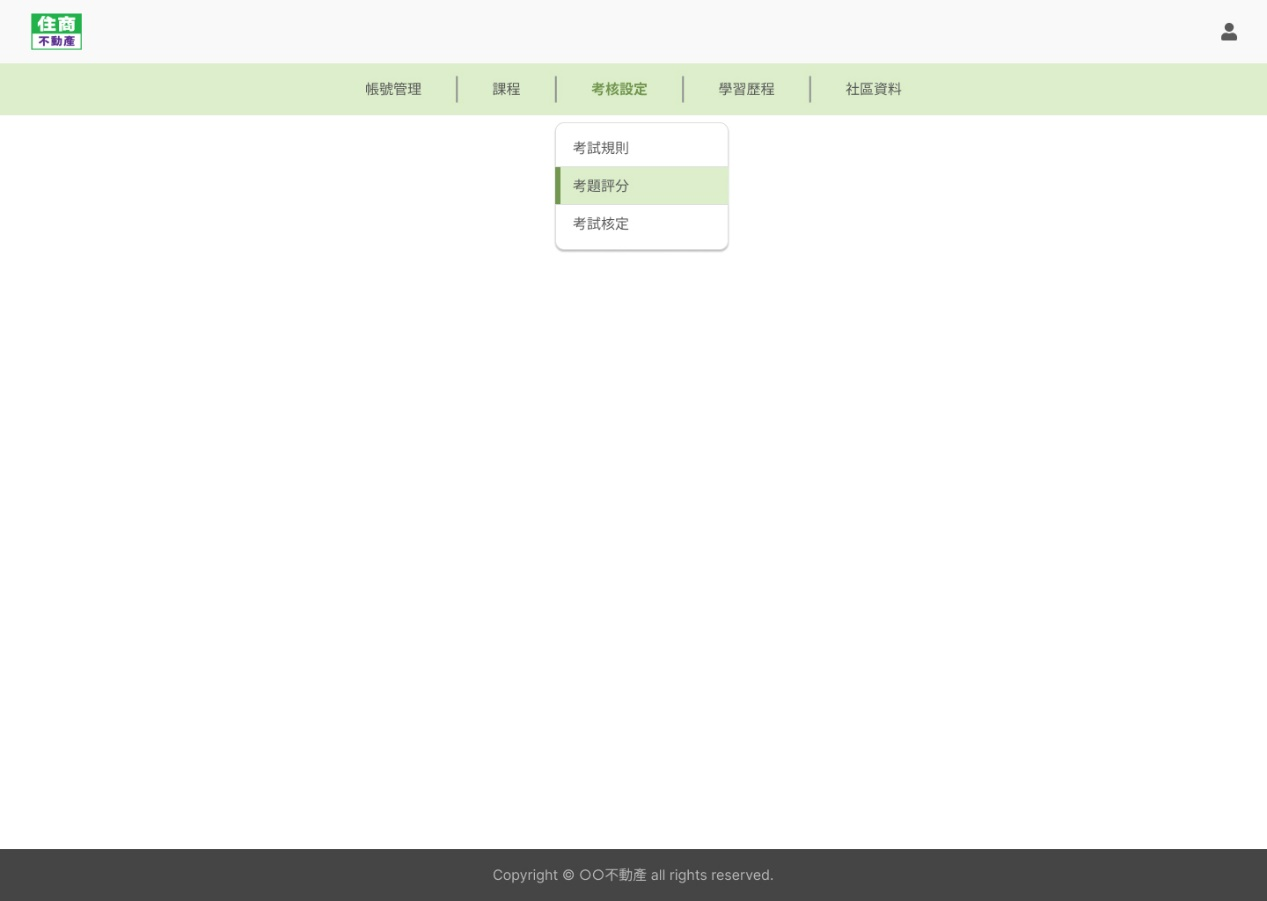 住商
不動產
帳號管理
課程
考核設定
學習歷程
社區資料
考試規則
考題評分
考試核定
Copyright © ○○不動產 all rights reserved.